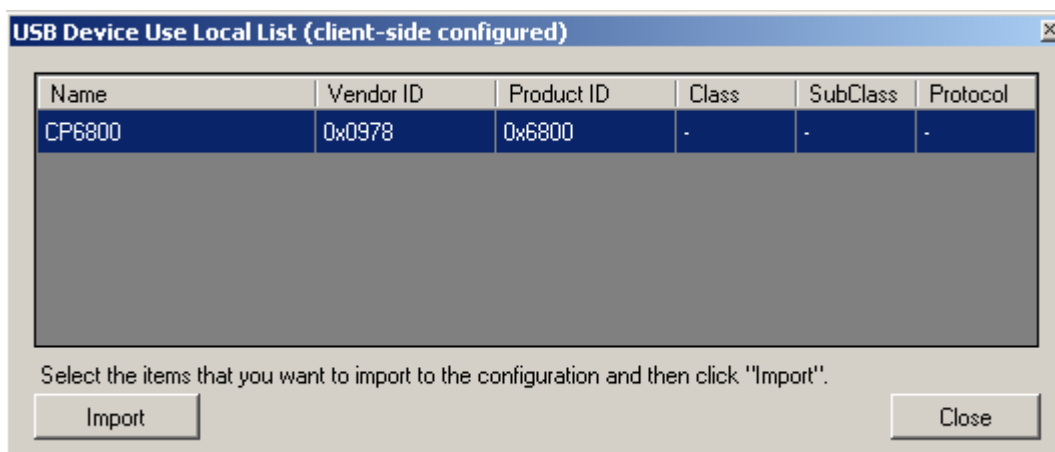 USB Device Use Local List (client-side configured)
Name Vendor ID Product ID Class SubClass Protocol
CP6800 0x0978 0x6800 - - -
Select the items that you want to import to the configuration and then click "Import".
Import Close